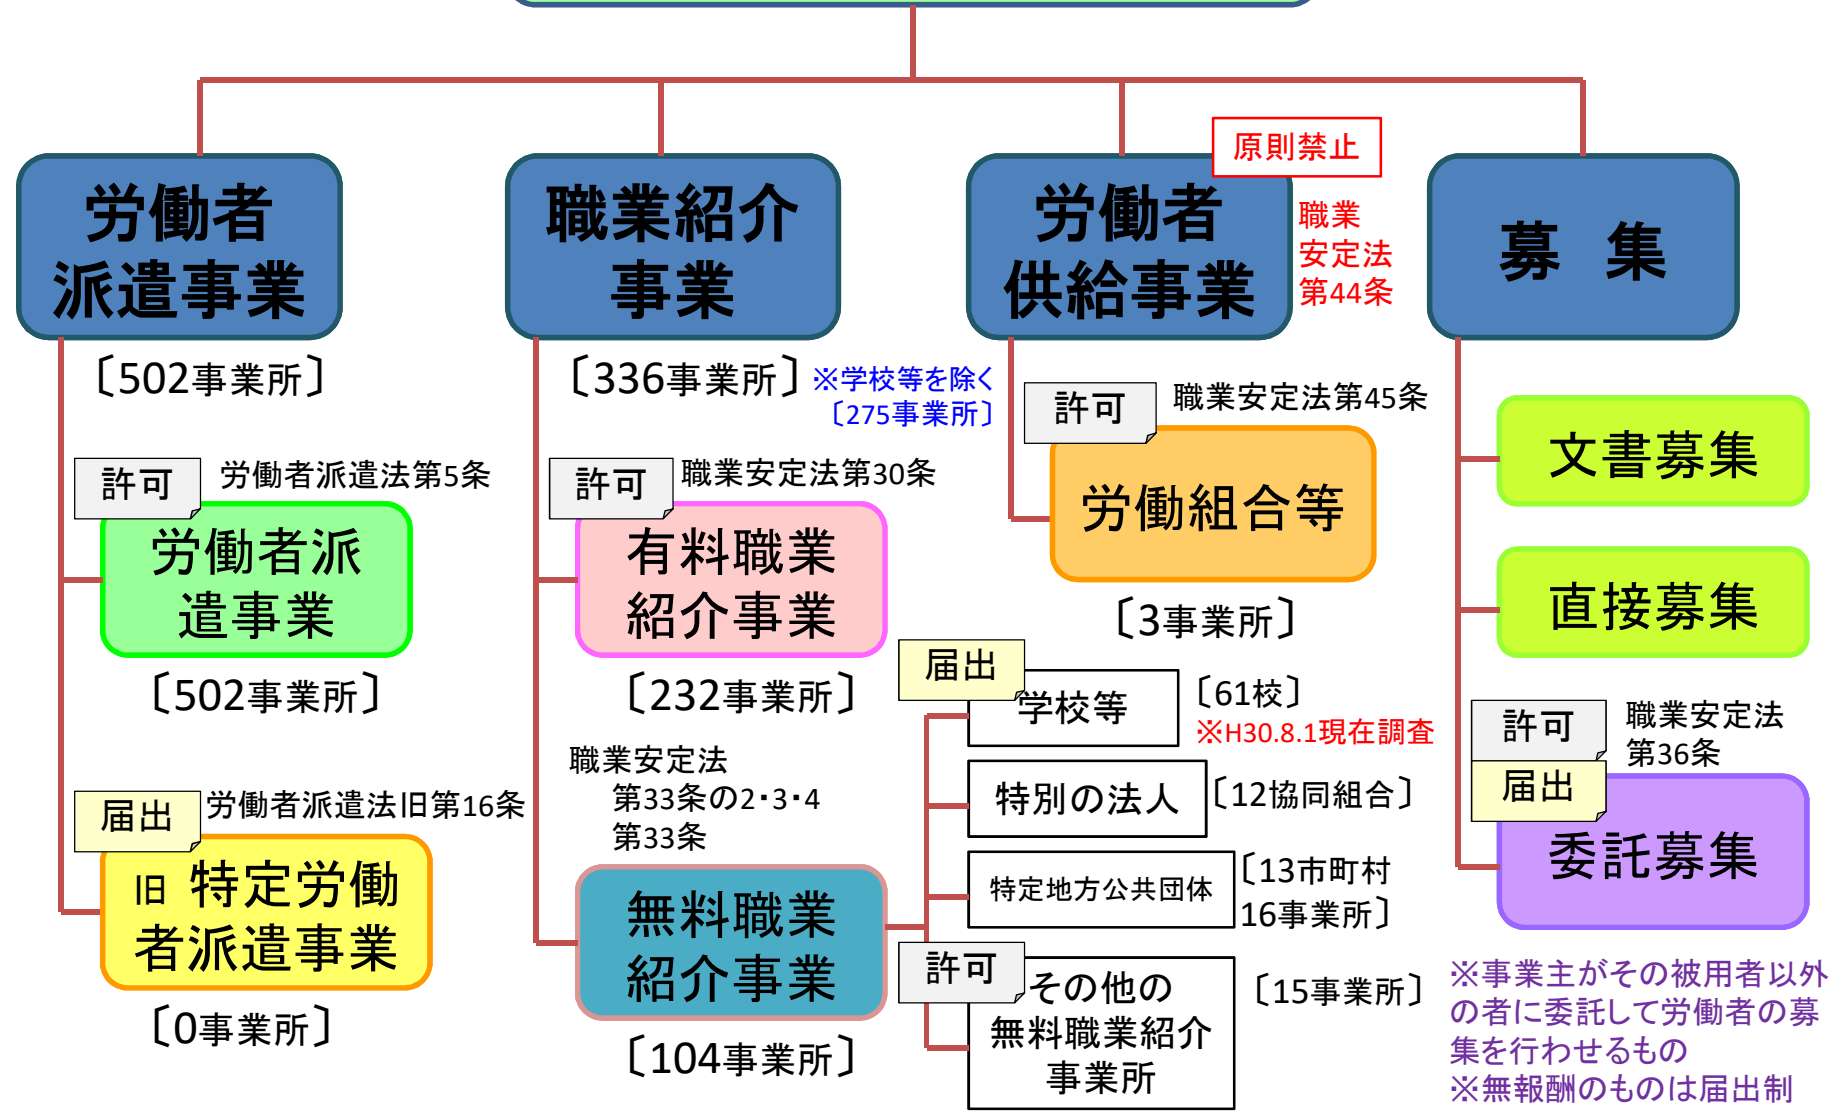 労働者
派遣事業
〔502事業所〕
許可
労働者派遣法第5条
労働者派
遣事業
〔502事業所〕
届出
労働者派遣法旧第16条
旧 特定労働
者派遣事業
〔0事業所〕
職業紹介
事業
〔336事業所〕
※学校等を除く
〔275事業所〕
許可
職業安定法第30条
有料職業
紹介事業
〔232事業所〕
職業安定法
第33条の2・3・4
第33条
無料職業
紹介事業
〔104事業所〕
届出
学校等
〔61校〕
※H30.8.1現在調査
特別の法人
〔12協同組合〕
特定地方公共団体
〔13市町村
16事業所〕
許可
その他の
無料職業紹介
事業所
〔15事業所〕
原則禁止
労働者
供給事業
職業
安定法
第44条
許可
職業安定法第45条
労働組合等
〔3事業所〕
募 集
文書募集
直接募集
許可
届出
職業安定法
第36条
委託募集
※事業主がその被用者以外
の者に委託して労働者の募
集を行わせるもの
※無報酬のものは届出制